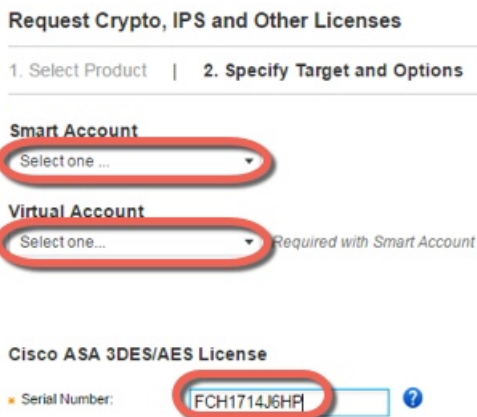 Request Crypto, IPS and Other Licenses
1. Select Product | 2. Specify Target and Options
Smart Account
Select one ...
Virtual Account
Select one... Required with Smart Account
Cisco ASA 3DES/AES License
Serial Number: FCH1714J6HP ?